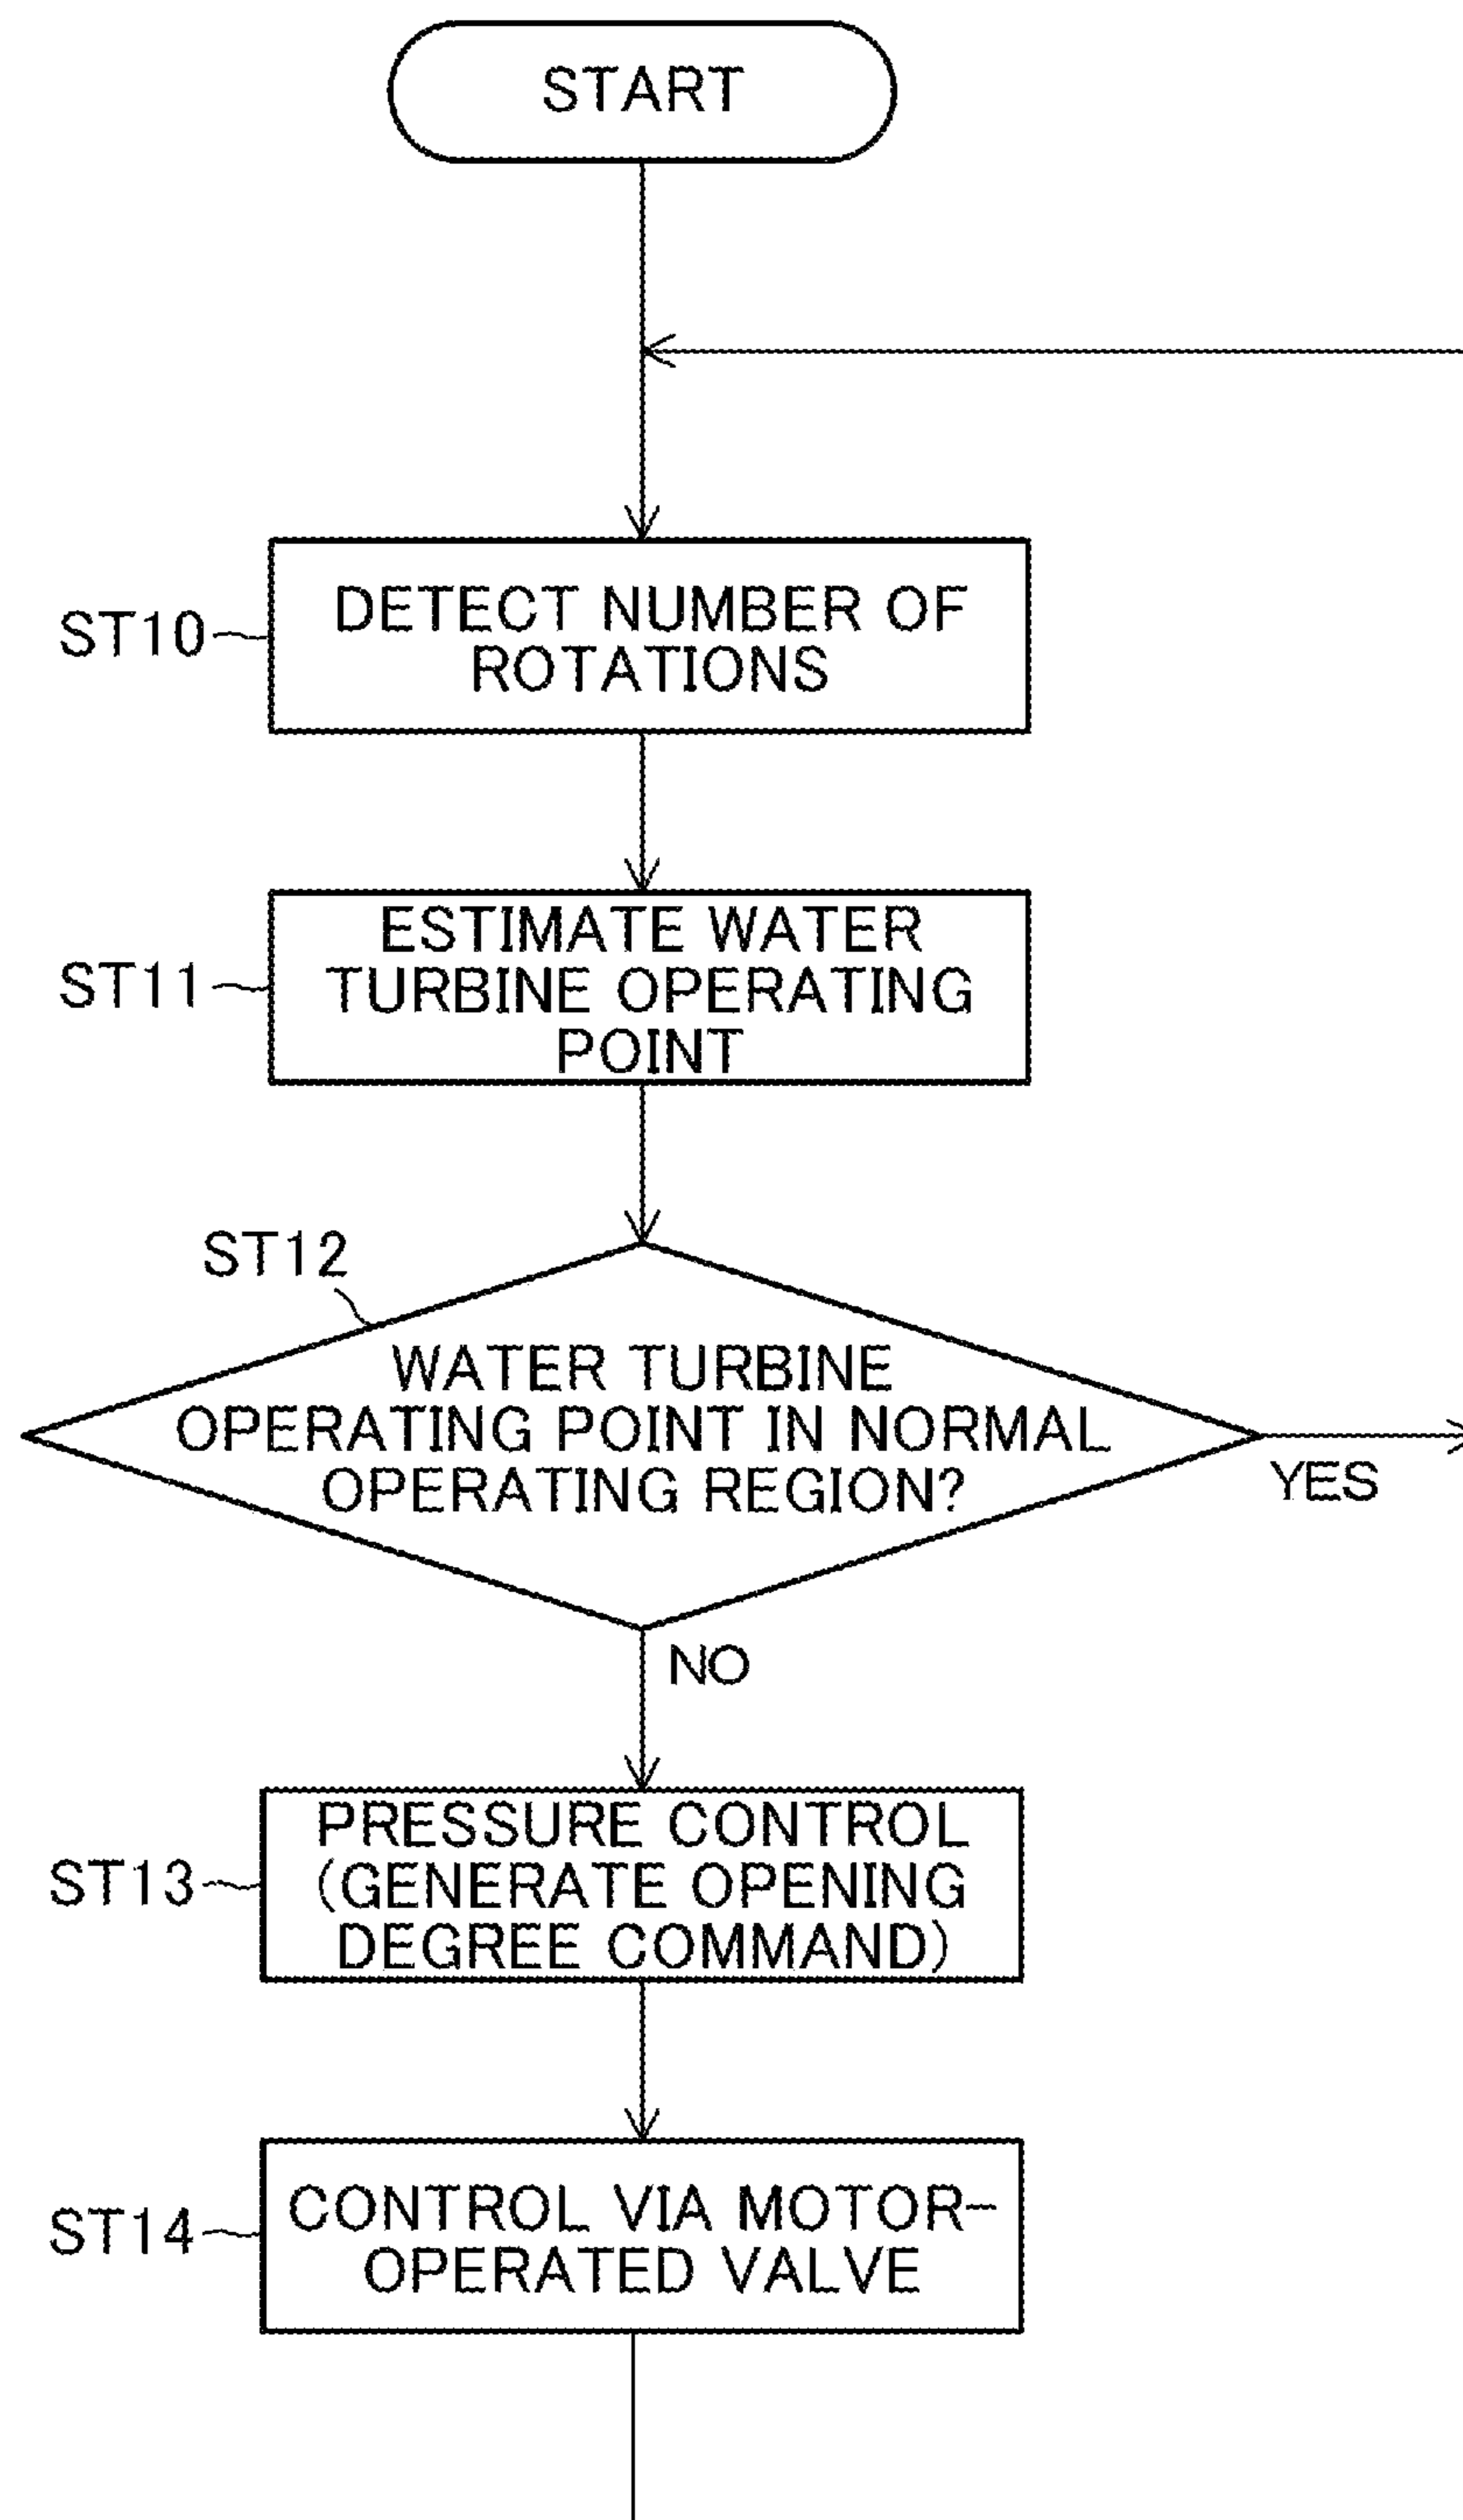 START
ST10
DETECT NUMBER OF
ROTATIONS
ST11
ESTIMATE WATER
TURBINE OPERATING
POINT
ST12
WATER TURBINE
OPERATING POINT IN NORMAL
OPERATING REGION?
YES
NO
ST13
PRESSURE CONTROL
(GENERATE OPENING
DEGREE COMMAND)
ST14
CONTROL VIA MOTOR-
OPERATED VALVE